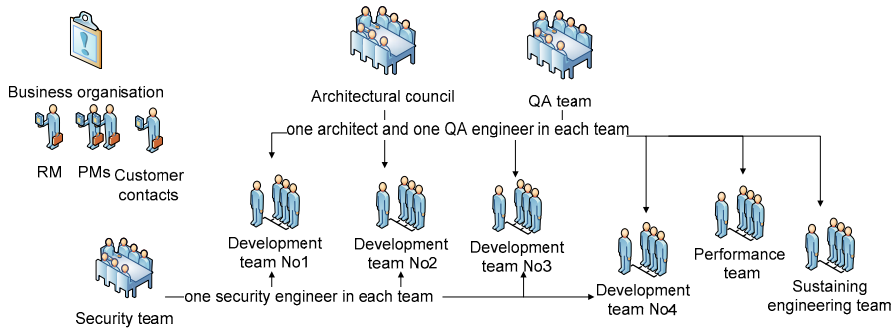 Business organisation
RM
PMs
Customer
contacts
Architectural council
QA team
one architect and one QA engineer in each team
Development
team No1
Development
team No2
Development
team No3
Development
team No4
Performance
team
Sustaining
engineering team
Security team
one security engineer in each team